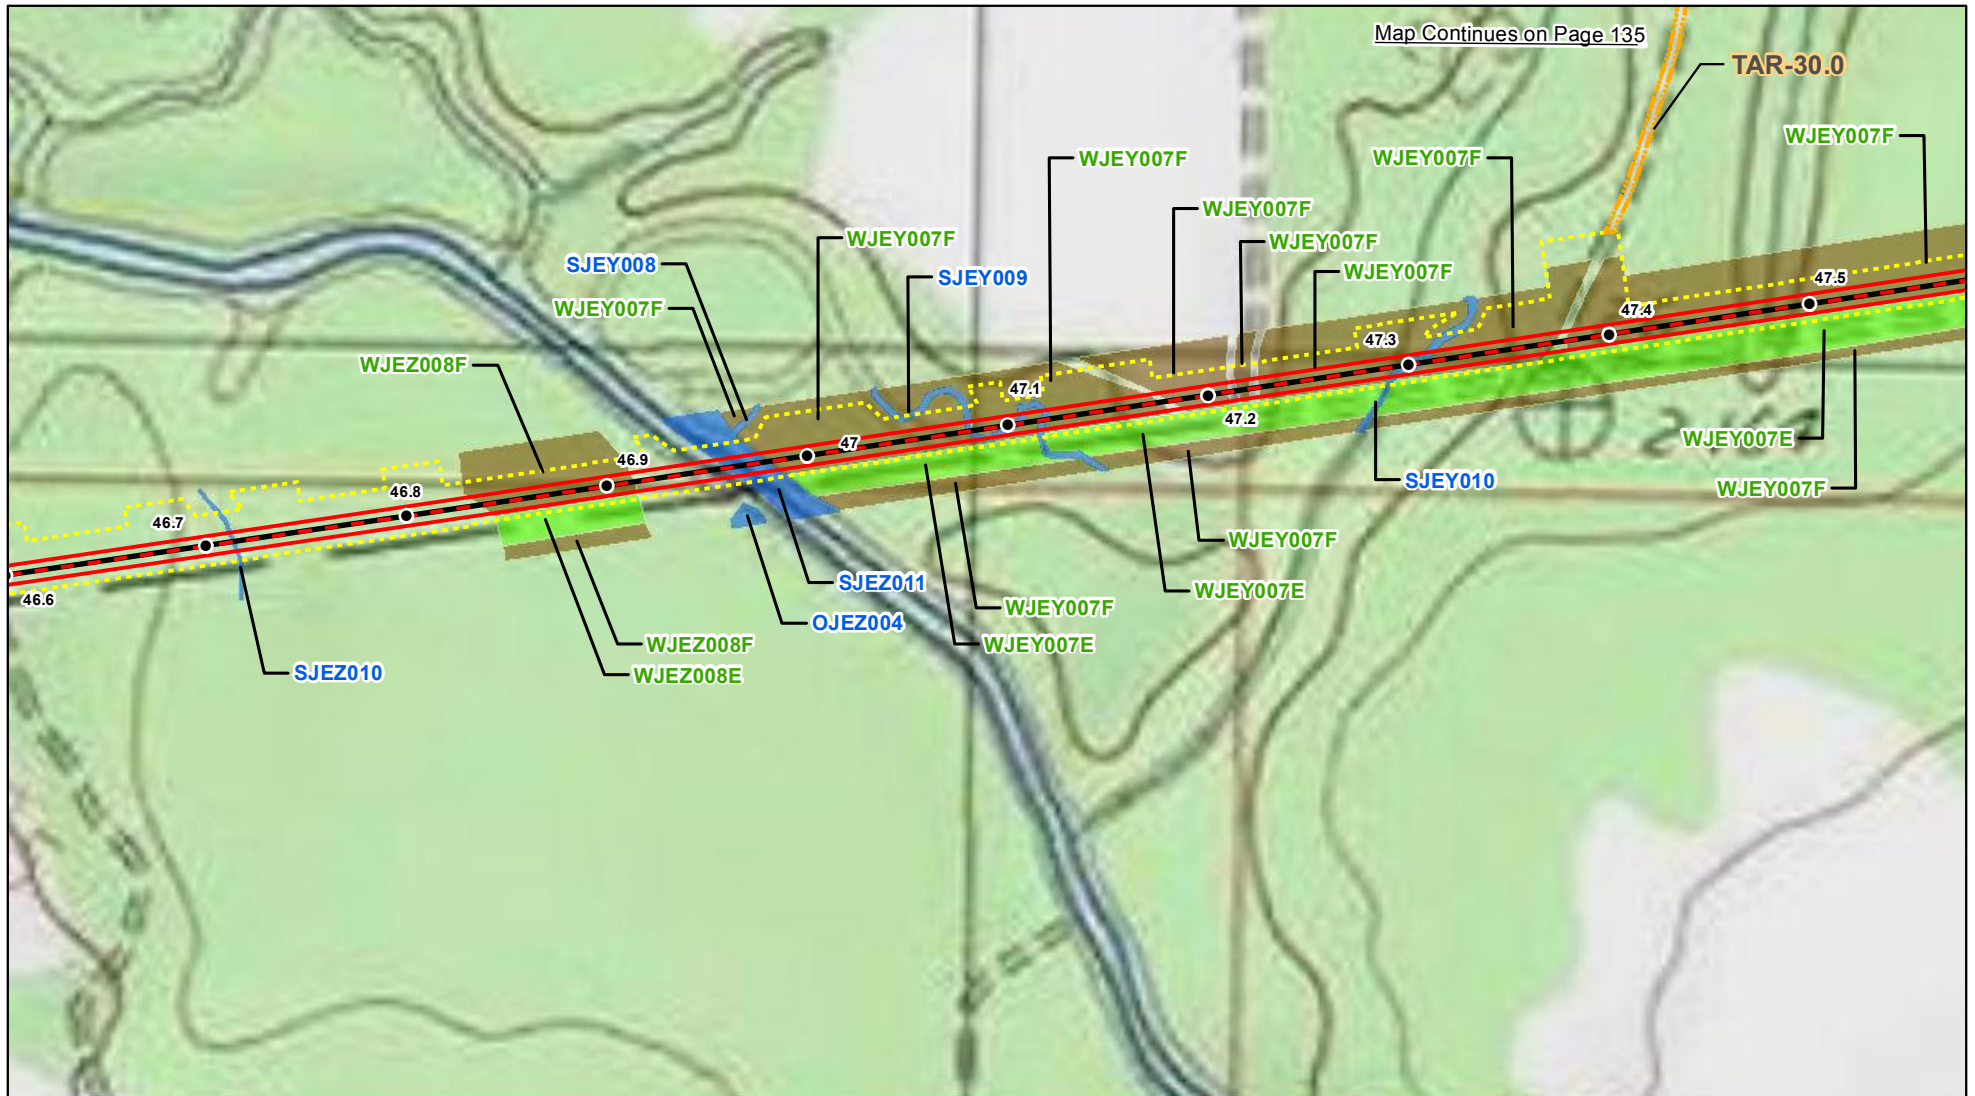 Map Continues on Page 135
TAR-30.0
WJEY007F
WJEY007F
WJEY007F
WJEY007F
WJEY007F
WJEY007F
WJEY007F
SJEY008
SJEY009
WJEY007F
47.5
47.4
47.3
WJEZ008F
47.1
47.2
47
WJEY007E
46.9
SJEY010
WJEY007F
46.8
46.7
WJEY007F
SJEZ011
WJEY007E
46.6
WJEY007F
OJEZ004
WJEZ008F
WJEY007E
SJEZ010
WJEZ008E